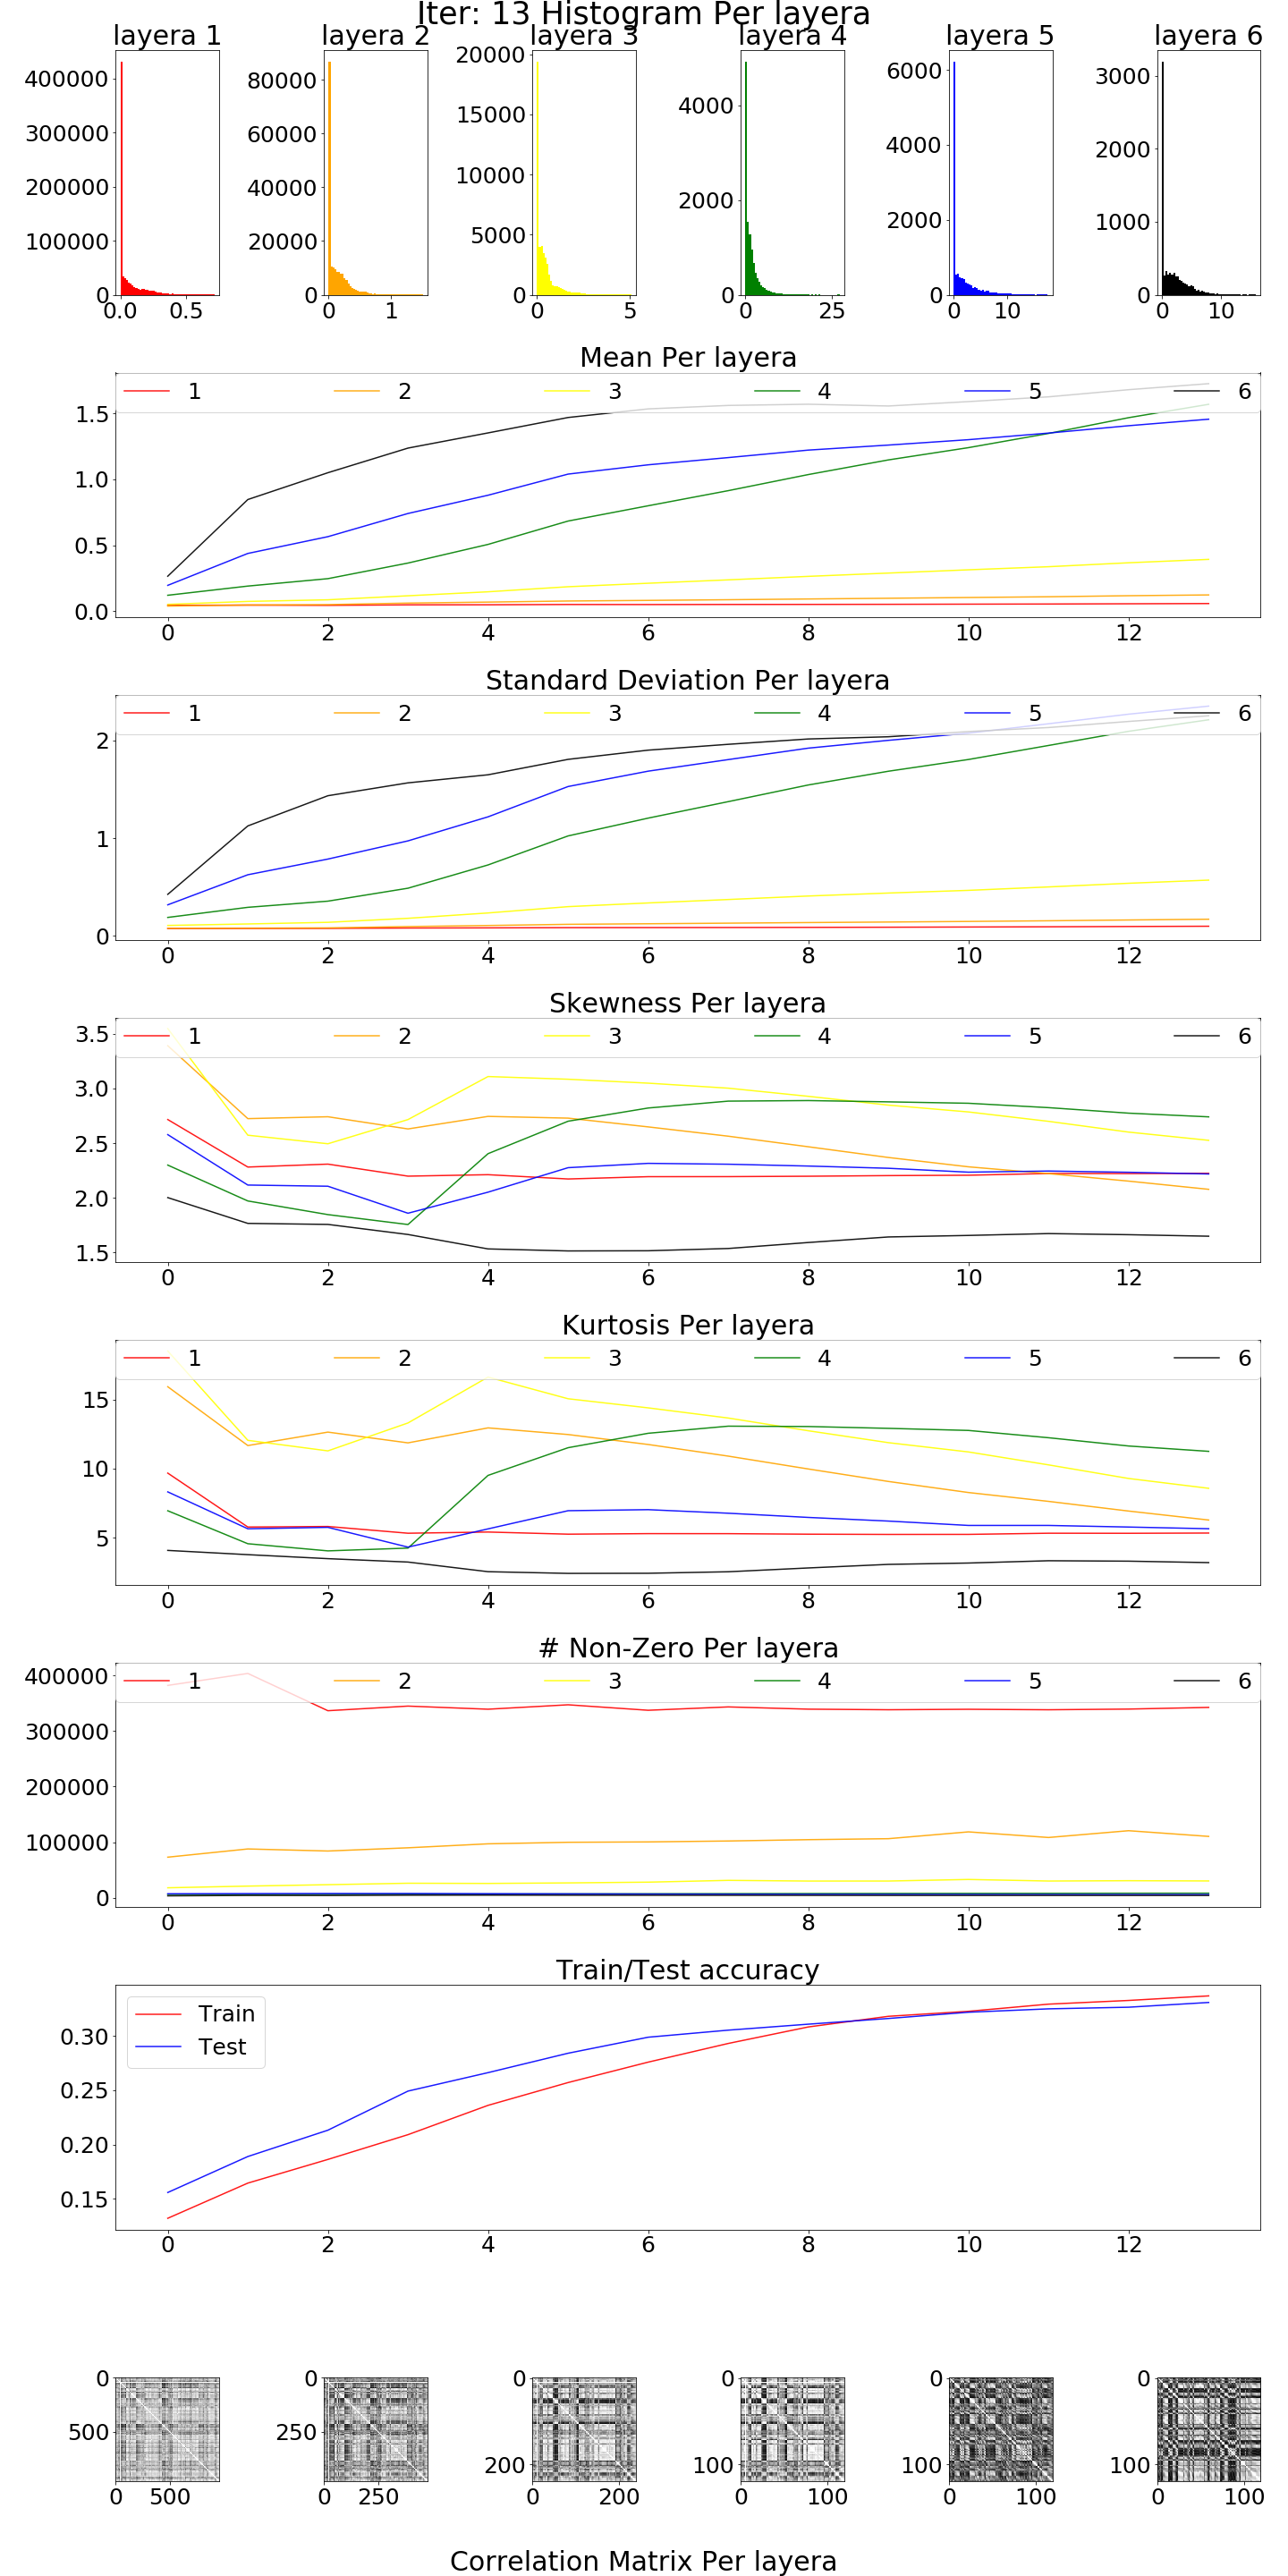 Iter: 13 Histogram Per layera
layera 1 layera 2 layera 3 layera 4 layera 5 layera 6
400000 300000 200000 100000 0
0.0 0.5
80000 60000 40000 20000 0
0 1
20000 15000 10000 5000 0
0 5
4000 2000 0
0 25
6000 4000 2000 0
0 10
3000 2000 1000 0
0 10
Mean Per layera
1 2 3 4 5 6
1.5
1.0
0.5
0.0
0 2 4 6 8 10 12
Standard Deviation Per layera
1 2 3 4 5 6
2
1
0
0 2 4 6 8 10 12
Skewness Per layera
1 2 3 4 5 6
3.5
3.0
2.5
2.0
1.5
0 2 4 6 8 10 12
Kurtosis Per layera
1 2 3 4 5 6
15
10
5
0 2 4 6 8 10 12
# Non-Zero Per layera
1 2 3 4 5 6
400000
300000
200000
100000
0
0 2 4 6 8 10 12
Train/Test accuracy
Train
Test
0.30
0.25
0.20
0.15
0 2 4 6 8 10 12
0 500
0 500
0 250
0 250
0 200
0 200
0 100
0 100
0 100
0 100
0 100
0 100
Correlation Matrix Per layera